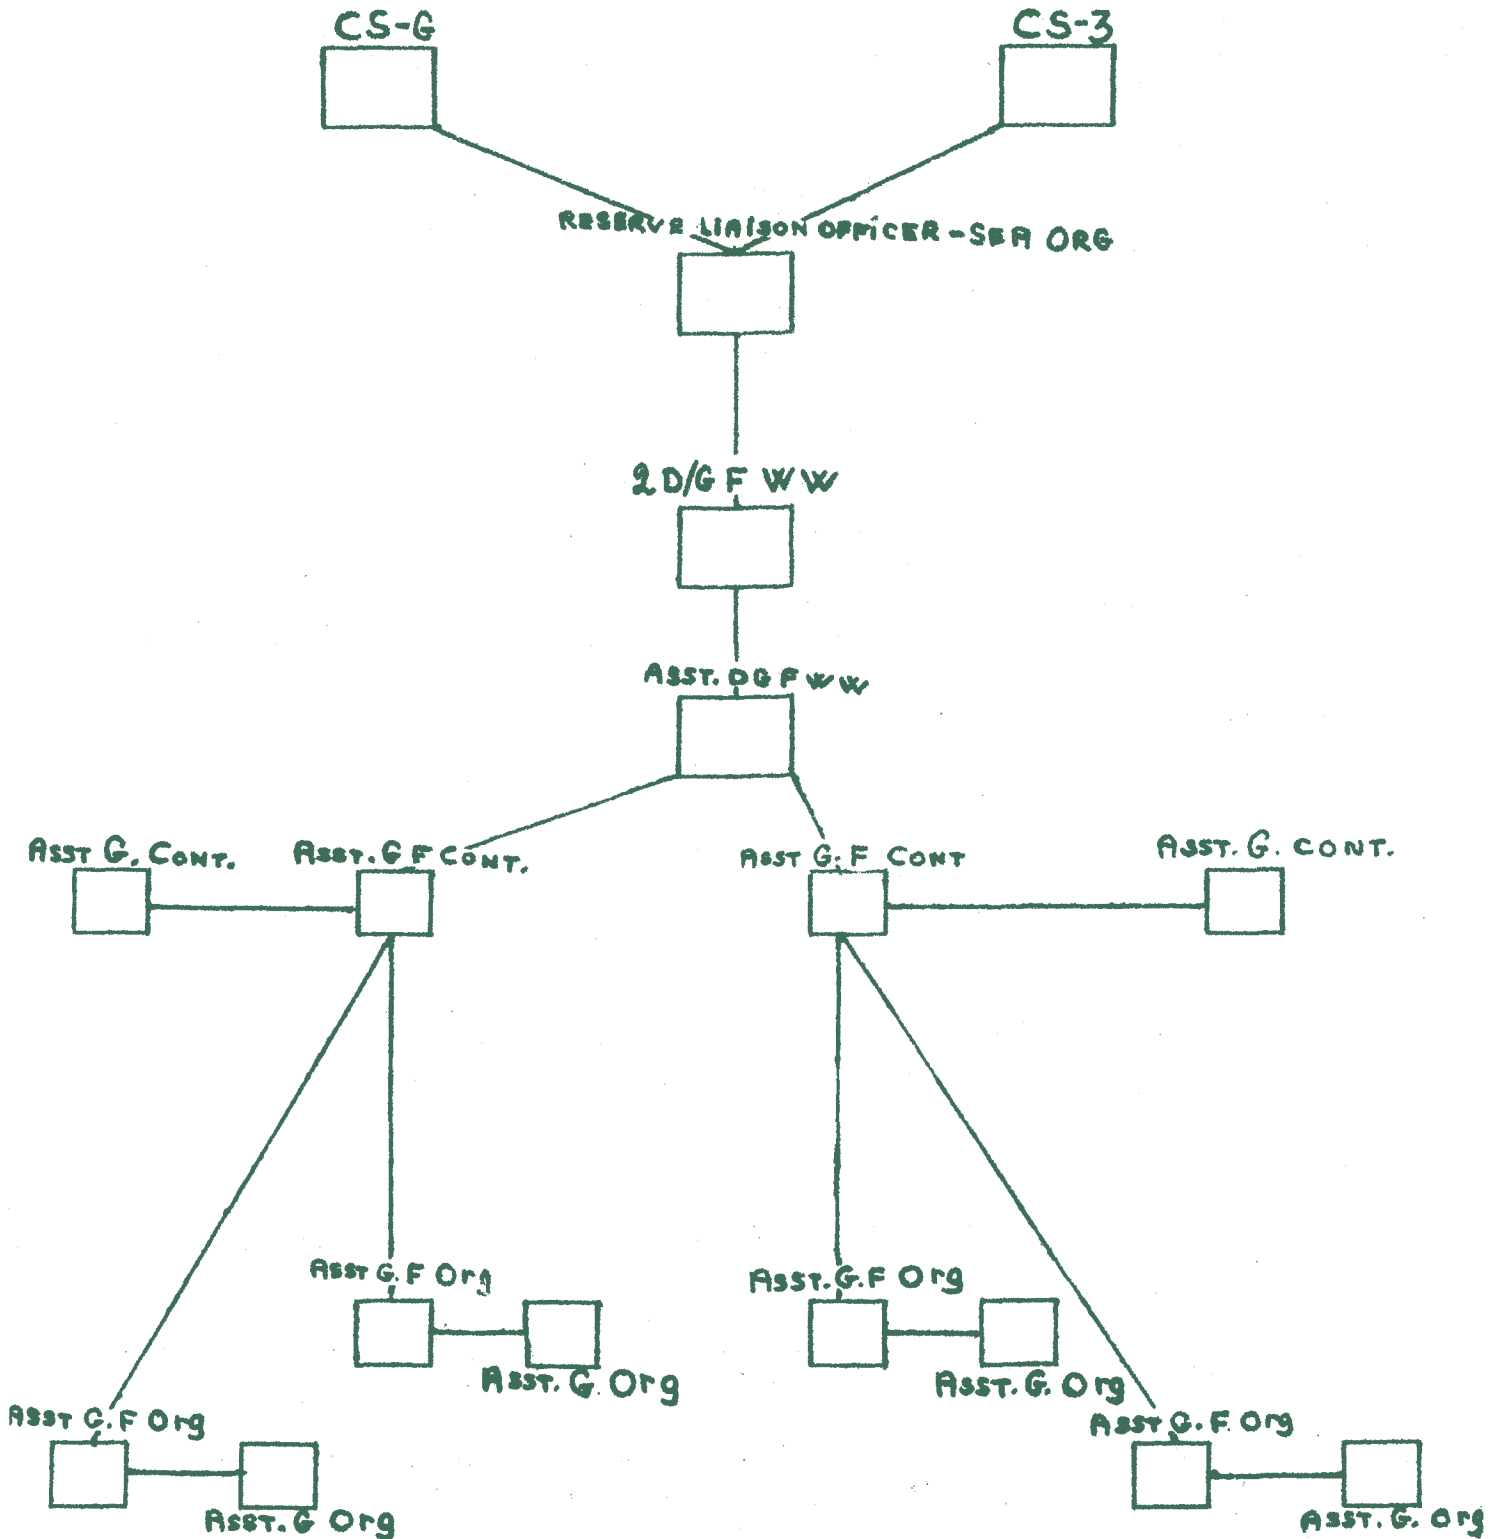 CS-G
CS-3
RESERVE LIAISON OFFICER - SEA ORG
2 D/G F WW
ASST. DG F WW
ASST G. CONT.
ASST. G F CONT.
ASST G. F CONT
ASST. G. CONT.
ASST G. F Org
ASST. G Org
ASST. G. F Org
ASST. G. Org
ASST G. F Org
ASST. G Org
ASST G. F Org
ASST. G. Org